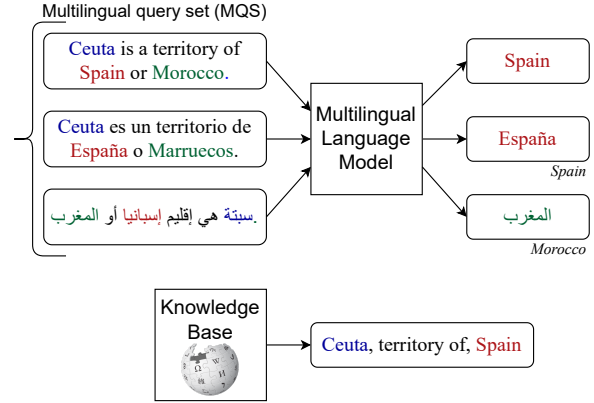 Multilingual query set (MQS)
Ceuta is a territory of
Spain or Morocco.
Ceuta es un territorio de
España o Marruecos.
سبتة هي إقليم إسبانيا أو المغرب.
Multilingual
Language
Model
Spain
España
Spain
المغرب
Morocco
Knowledge
Base
Ω
W
И
Ceuta, territory of, Spain